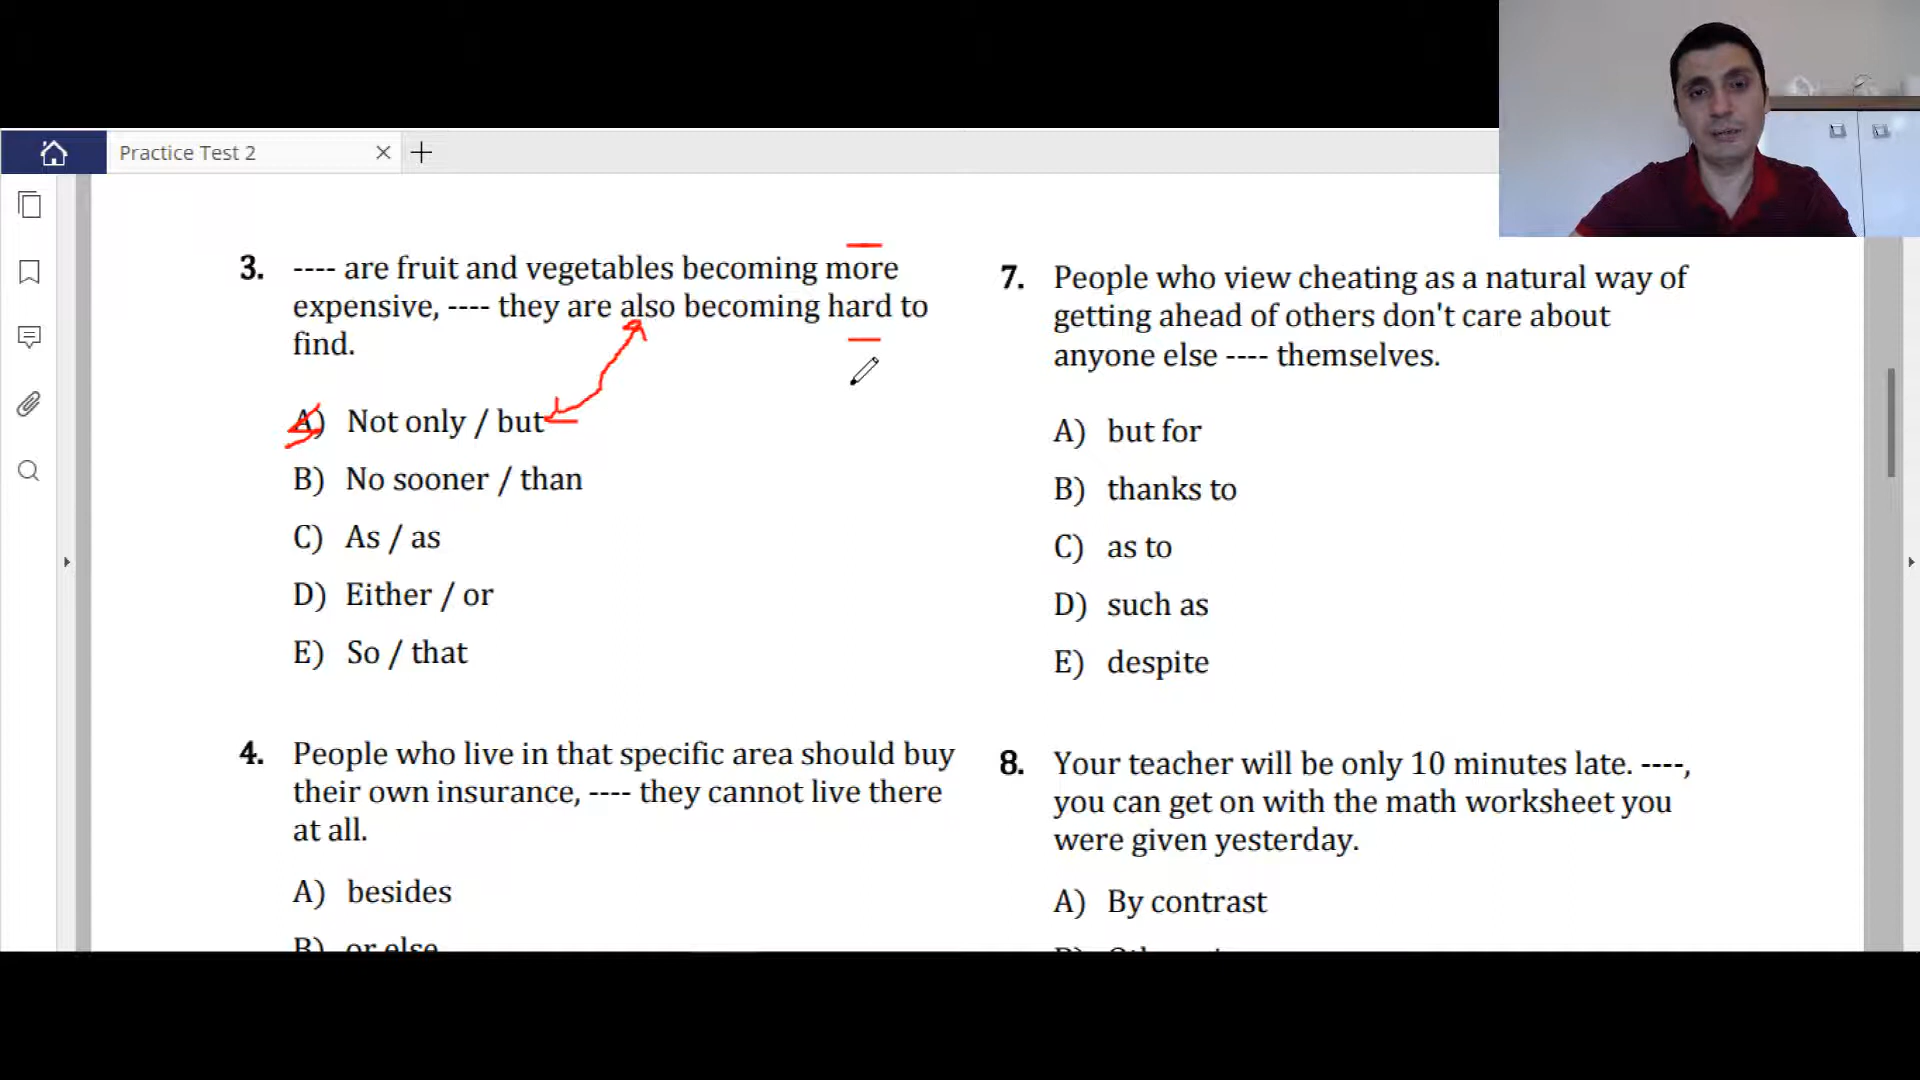 Practice Test 2
3. ---- are fruit and vegetables becoming more
expensive, ---- they are also becoming hard to
find.
A) Not only / but
B) No sooner / than
C) As / as
D) Either / or
E) So / that
4. People who live in that specific area should buy
their own insurance, ---- they cannot live there
at all.
A) besides
B) or else
7. People who view cheating as a natural way of
getting ahead of others don't care about
anyone else ---- themselves.
A) but for
B) thanks to
C) as to
D) such as
E) despite
8. Your teacher will be only 10 minutes late. ----,
you can get on with the math worksheet you
were given yesterday.
A) By contrast